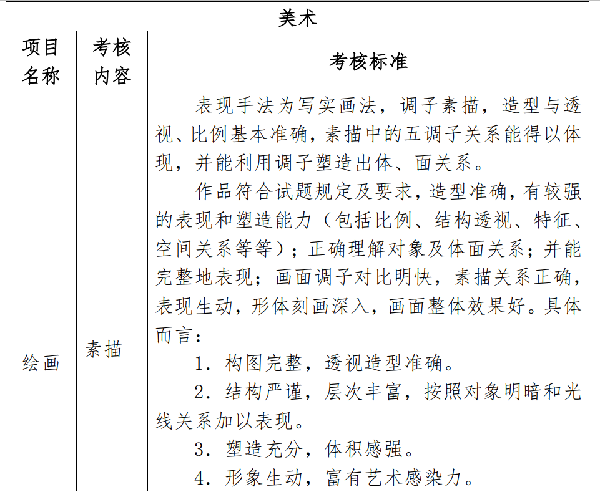 美术
项目名称
考核内容
考核标准
表现手法为写实画法，调子素描，造型与透
视、比例基本准确，素描中的五调子关系能得以体
现，并能利用调子塑造出体、面关系。
作品符合试题规定及要求，造型准确，有较强
的表现和塑造能力（包括比例、结构透视、特征、
空间关系等等）；正确理解对象及体面关系；并能
完整地表现；画面调子对比明快，素描关系正确，
表现生动，形体刻画深入，画面整体效果好。具体
而言：
绘画
素描
1．构图完整，透视造型准确。
2．结构严谨，层次丰富，按照对象明暗和光
线关系加以表现。
3．塑造充分，体积感强。
4．形象生动，富有艺术感染力。